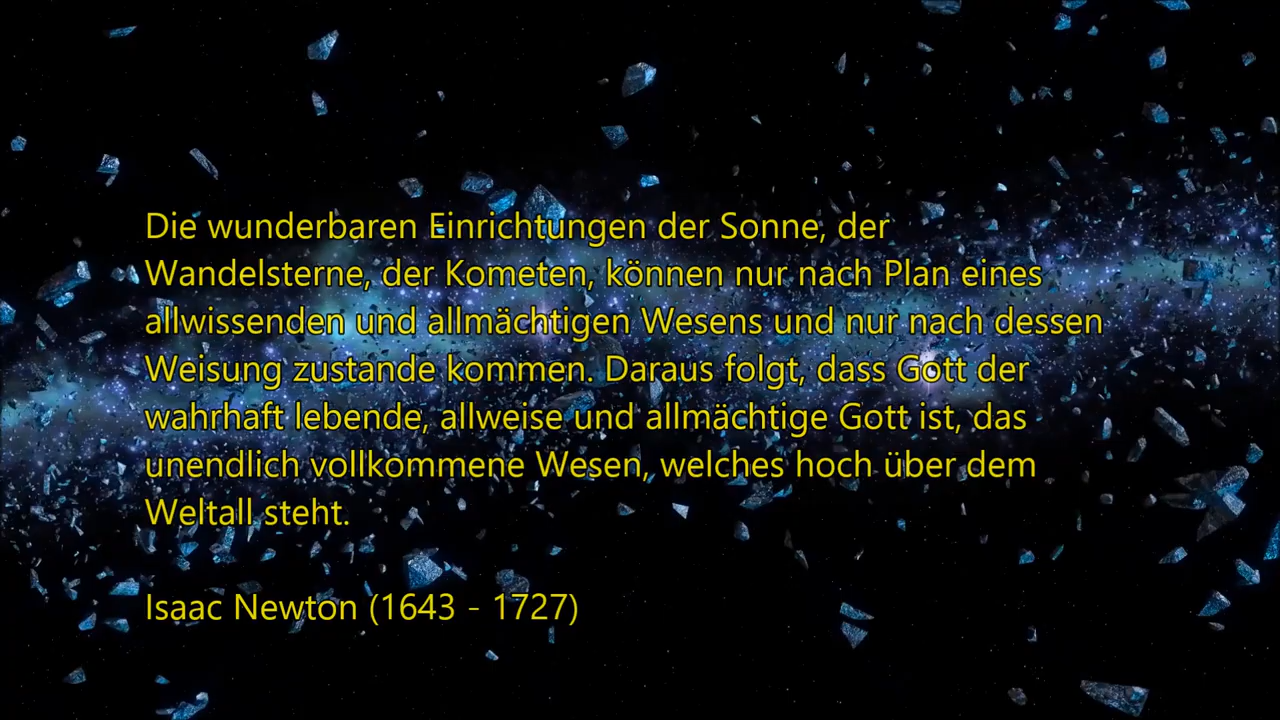 Die wunderbaren Einrichtungen der Sonne, der
Wandelsterne, der Kometen, können nur nach Plan eines
allwissenden und allmächtigen Wesens und nur nach dessen
Weisung zustande kommen. Daraus folgt, dass Gott der
wahrhaft lebende, allweise und allmächtige Gott ist, das
unendlich vollkommene Wesen, welches hoch über dem
Weltall steht.
Isaac Newton (1643 - 1727)